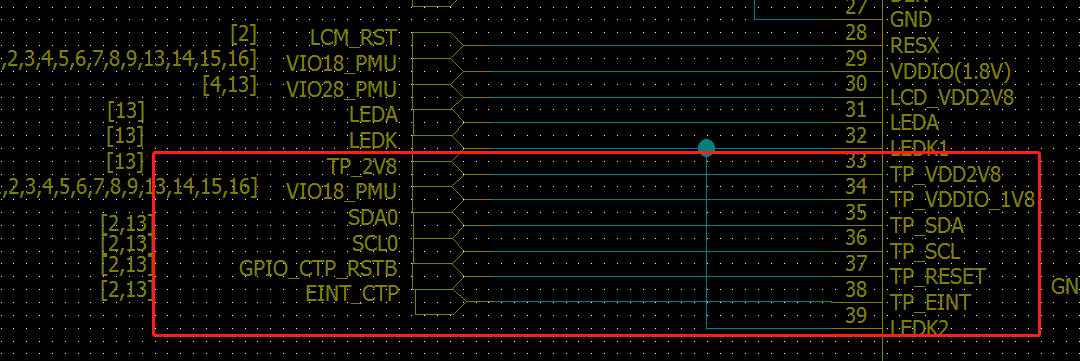 27
GND
[2] LCM_RST 28 RESX
,2,3,4,5,6,7,8,9,13,14,15,16] VIO18_PMU 29 VDDIO(1.8V)
[4,13] VIO28_PMU 30 LCD_VDD2V8
[13] LEDA 31 LEDA
[13] LEDK 32 LEDK1
[13] TP_2V8 33 TP_VDD2V8
,2,3,4,5,6,7,8,9,13,14,15,16] VIO18_PMU 34 TP_VDDIO_1V8
[2,13] SDA0 35 TP_SDA
[2,13] SCL0 36 TP_SCL
[2,13] GPIO_CTP_RSTB 37 TP_RESET
[2,13] EINT_CTP 38 TP_EINT
39 LEDK2
GN